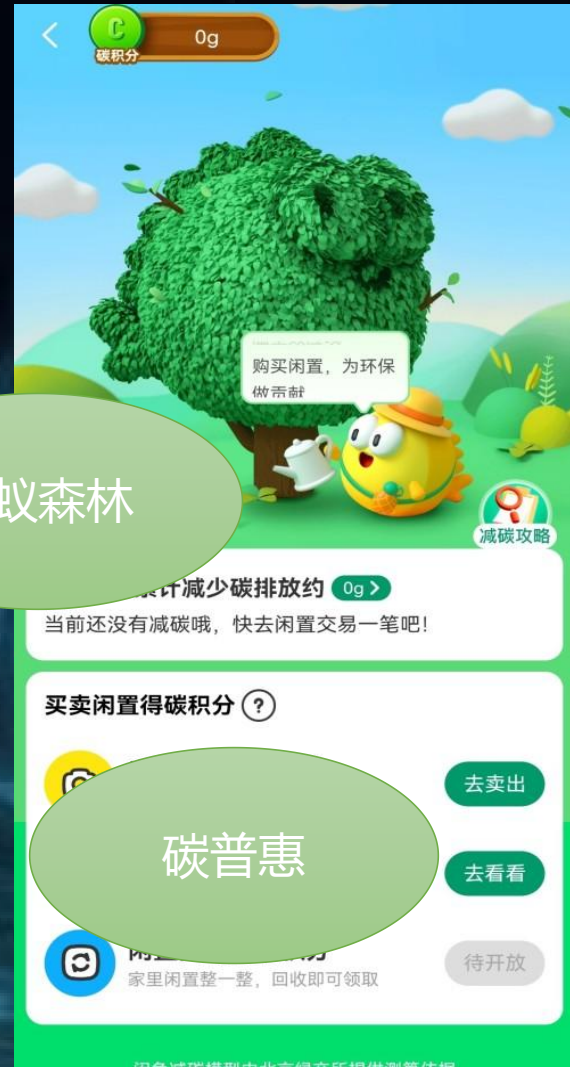 碳积分
0g
购买闲置，为环保
做贡献
减碳攻略
蚁森林
计减少碳排放约 0g >
当前还没有减碳哦，快去闲置交易一笔吧！
买卖闲置得碳积分 ?
去卖出
碳普惠
去看看
家里闲置整一整，回收即可领取
待开放